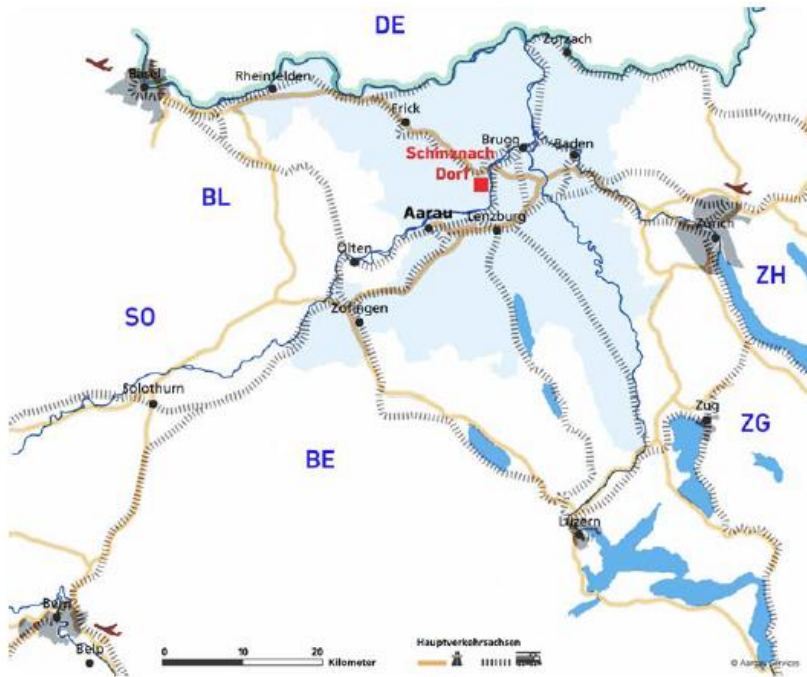 DE
Zurzach
Basel
Rheinfelden
Frick
Brugg
Baden
Schinznach
Dorf
BL
Aarau
Lenzburg
Zürich
Olten
ZH
SO
Zofingen
Solothurn
Zug
ZG
BE
Luzern
Bern
Belp
Hauptverkehrsachsen
0 10 20
Kilometer
© Aarau Services